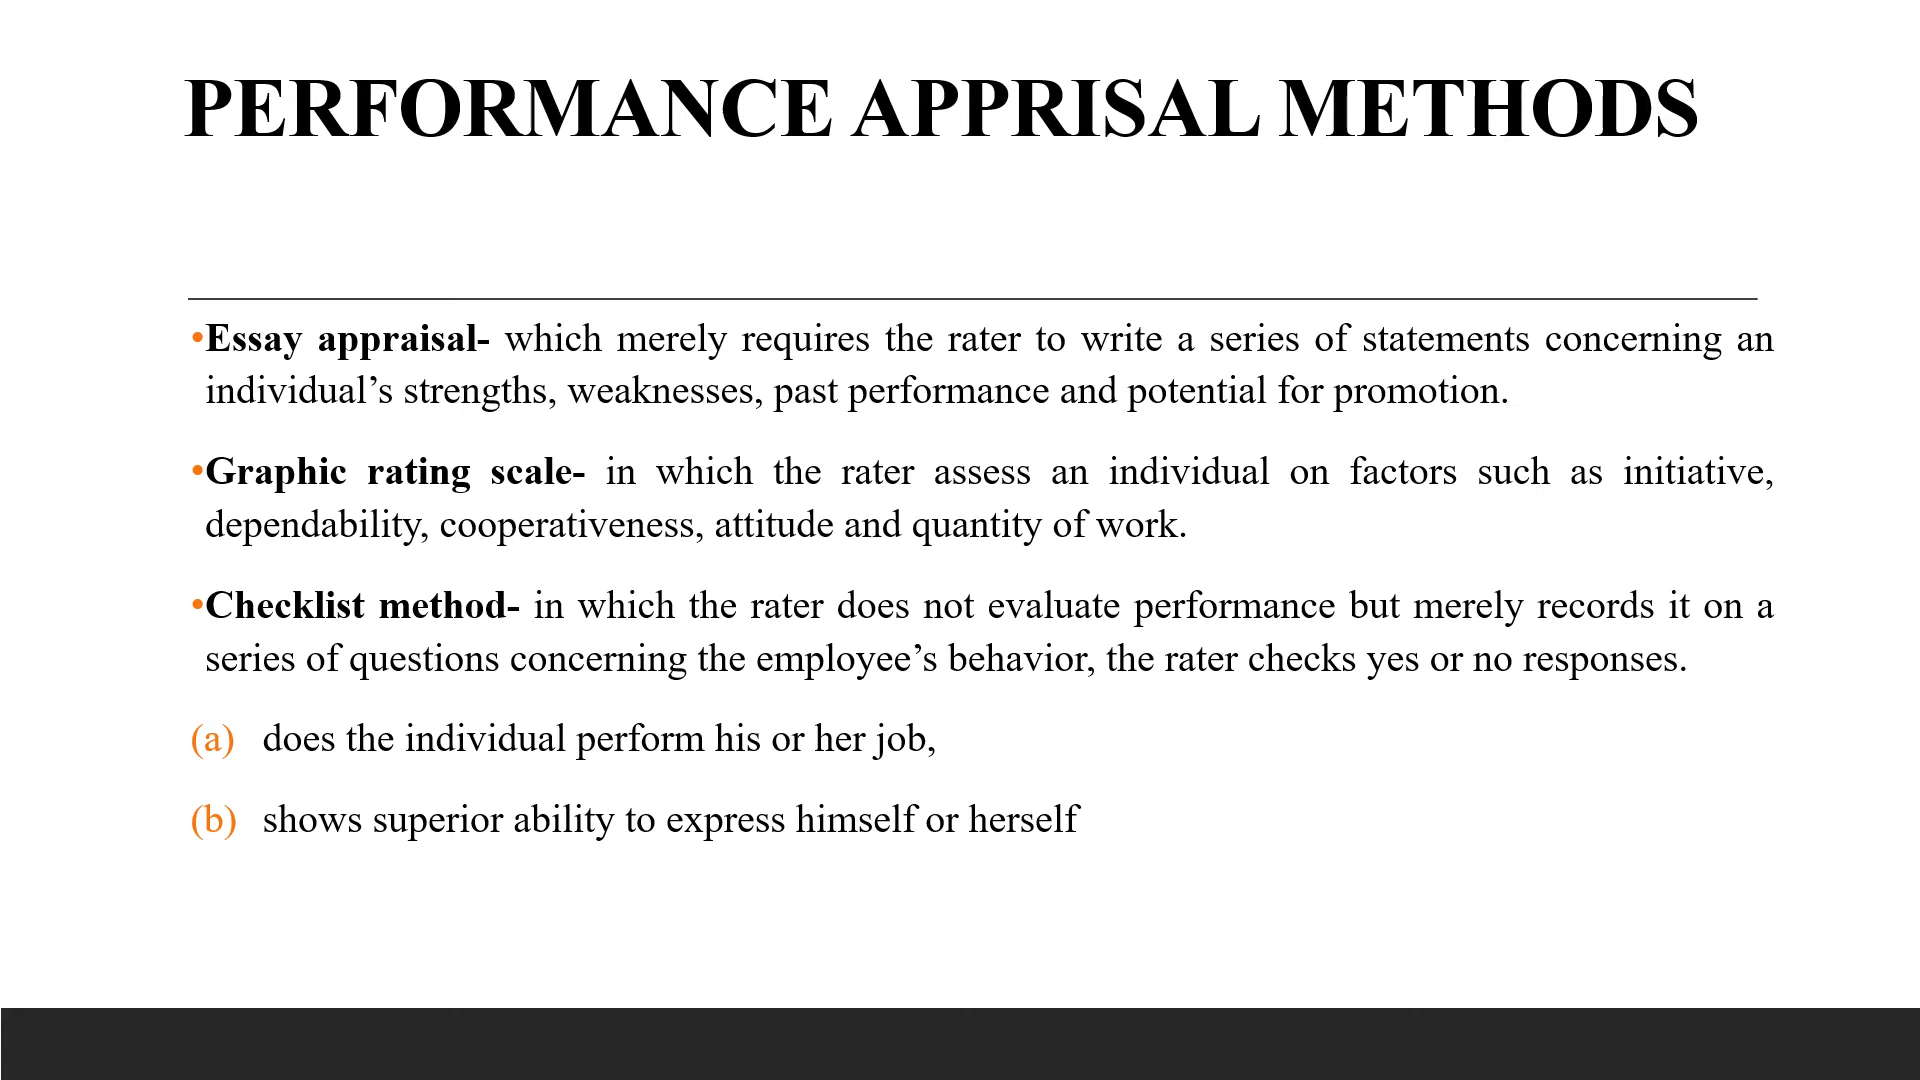 PERFORMANCE APPRISAL METHODS
•Essay appraisal- which merely requires the rater to write a series of statements concerning an
individual’s strengths, weaknesses, past performance and potential for promotion.
•Graphic rating scale- in which the rater assess an individual on factors such as initiative,
dependability, cooperativeness, attitude and quantity of work.
•Checklist method- in which the rater does not evaluate performance but merely records it on a
series of questions concerning the employee’s behavior, the rater checks yes or no responses.
(a) does the individual perform his or her job,
(b) shows superior ability to express himself or herself